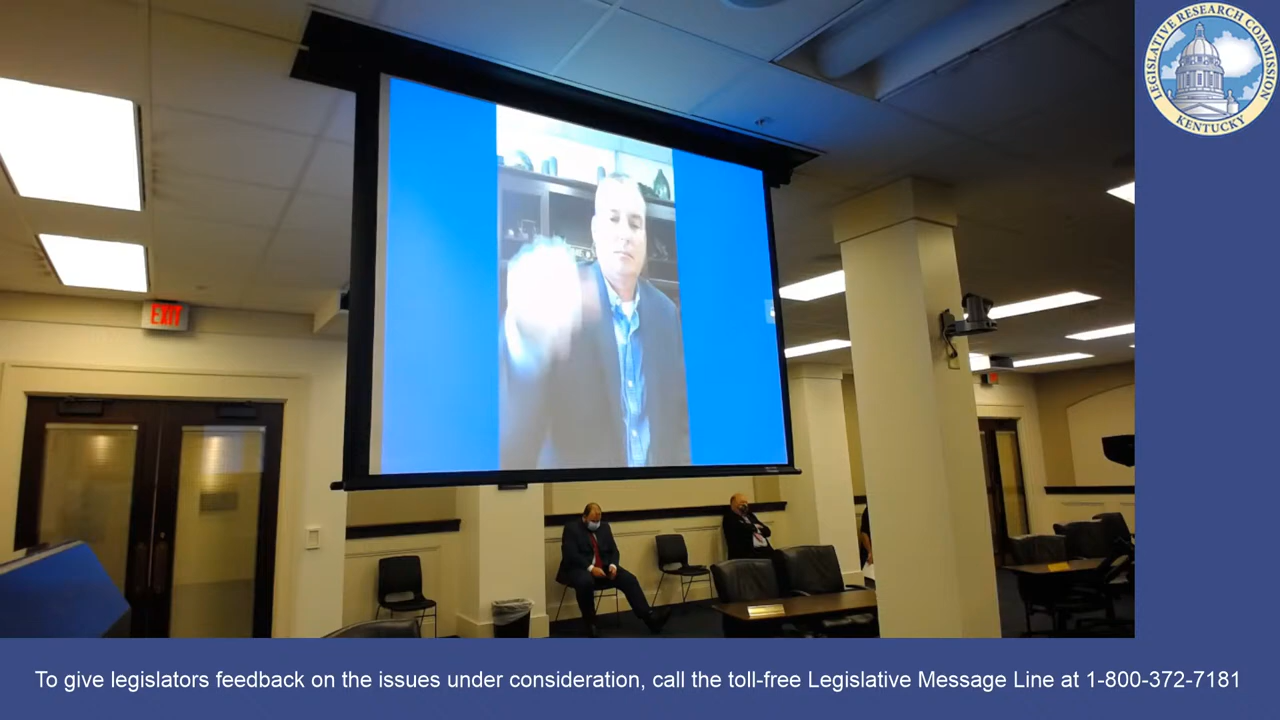 LEGISLATIVE RESEARCH COMMISSION
KENTUCKY
EXIT
To give legislators feedback on the issues under consideration, call the toll-free Legislative Message Line at 1-800-372-7181